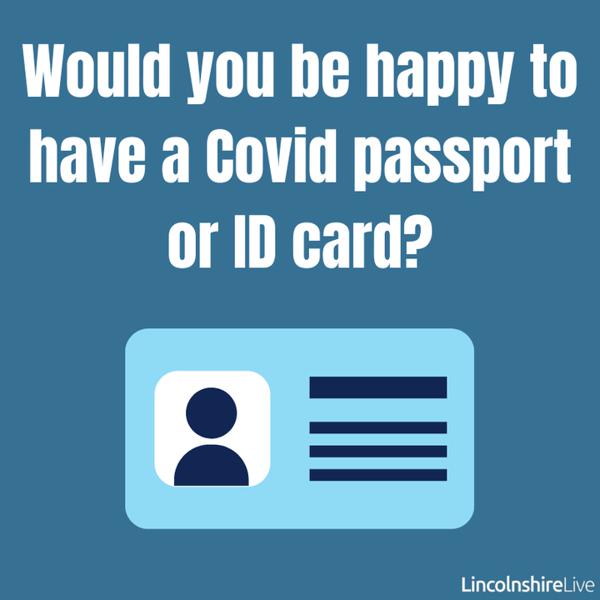 Would you be happy to
have a Covid passport
or ID card?
LincolnshireLive